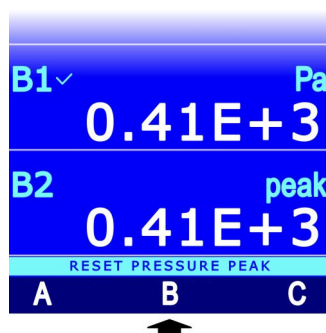 B1✓ Pa
0.41E+3
B2 peak
0.41E+3
RESET PRESSURE PEAK
A B C